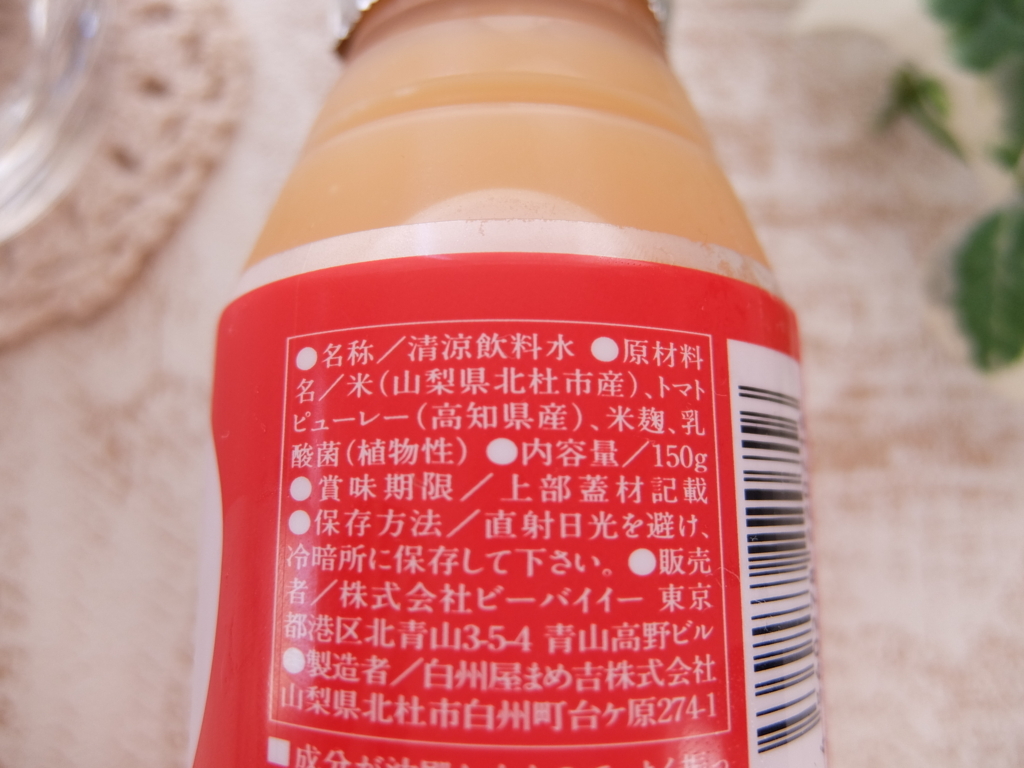 ●名称／清涼飲料水 ●原材料
名／米(山梨県北杜市産)、トマト
ピューレー(高知県産)、米麹、乳
酸菌(植物性) ●内容量／150g
●賞味期限／上部蓋材記載
●保存方法／直射日光を避け、
冷暗所に保存して下さい。●販売
者／株式会社ビーバイイー 東京
都港区北青山3-5-4 青山高野ビル
●製造者／白州屋まめ吉株式会社
山梨県北杜市白州町台ケ原274-1
■成分が沈殿